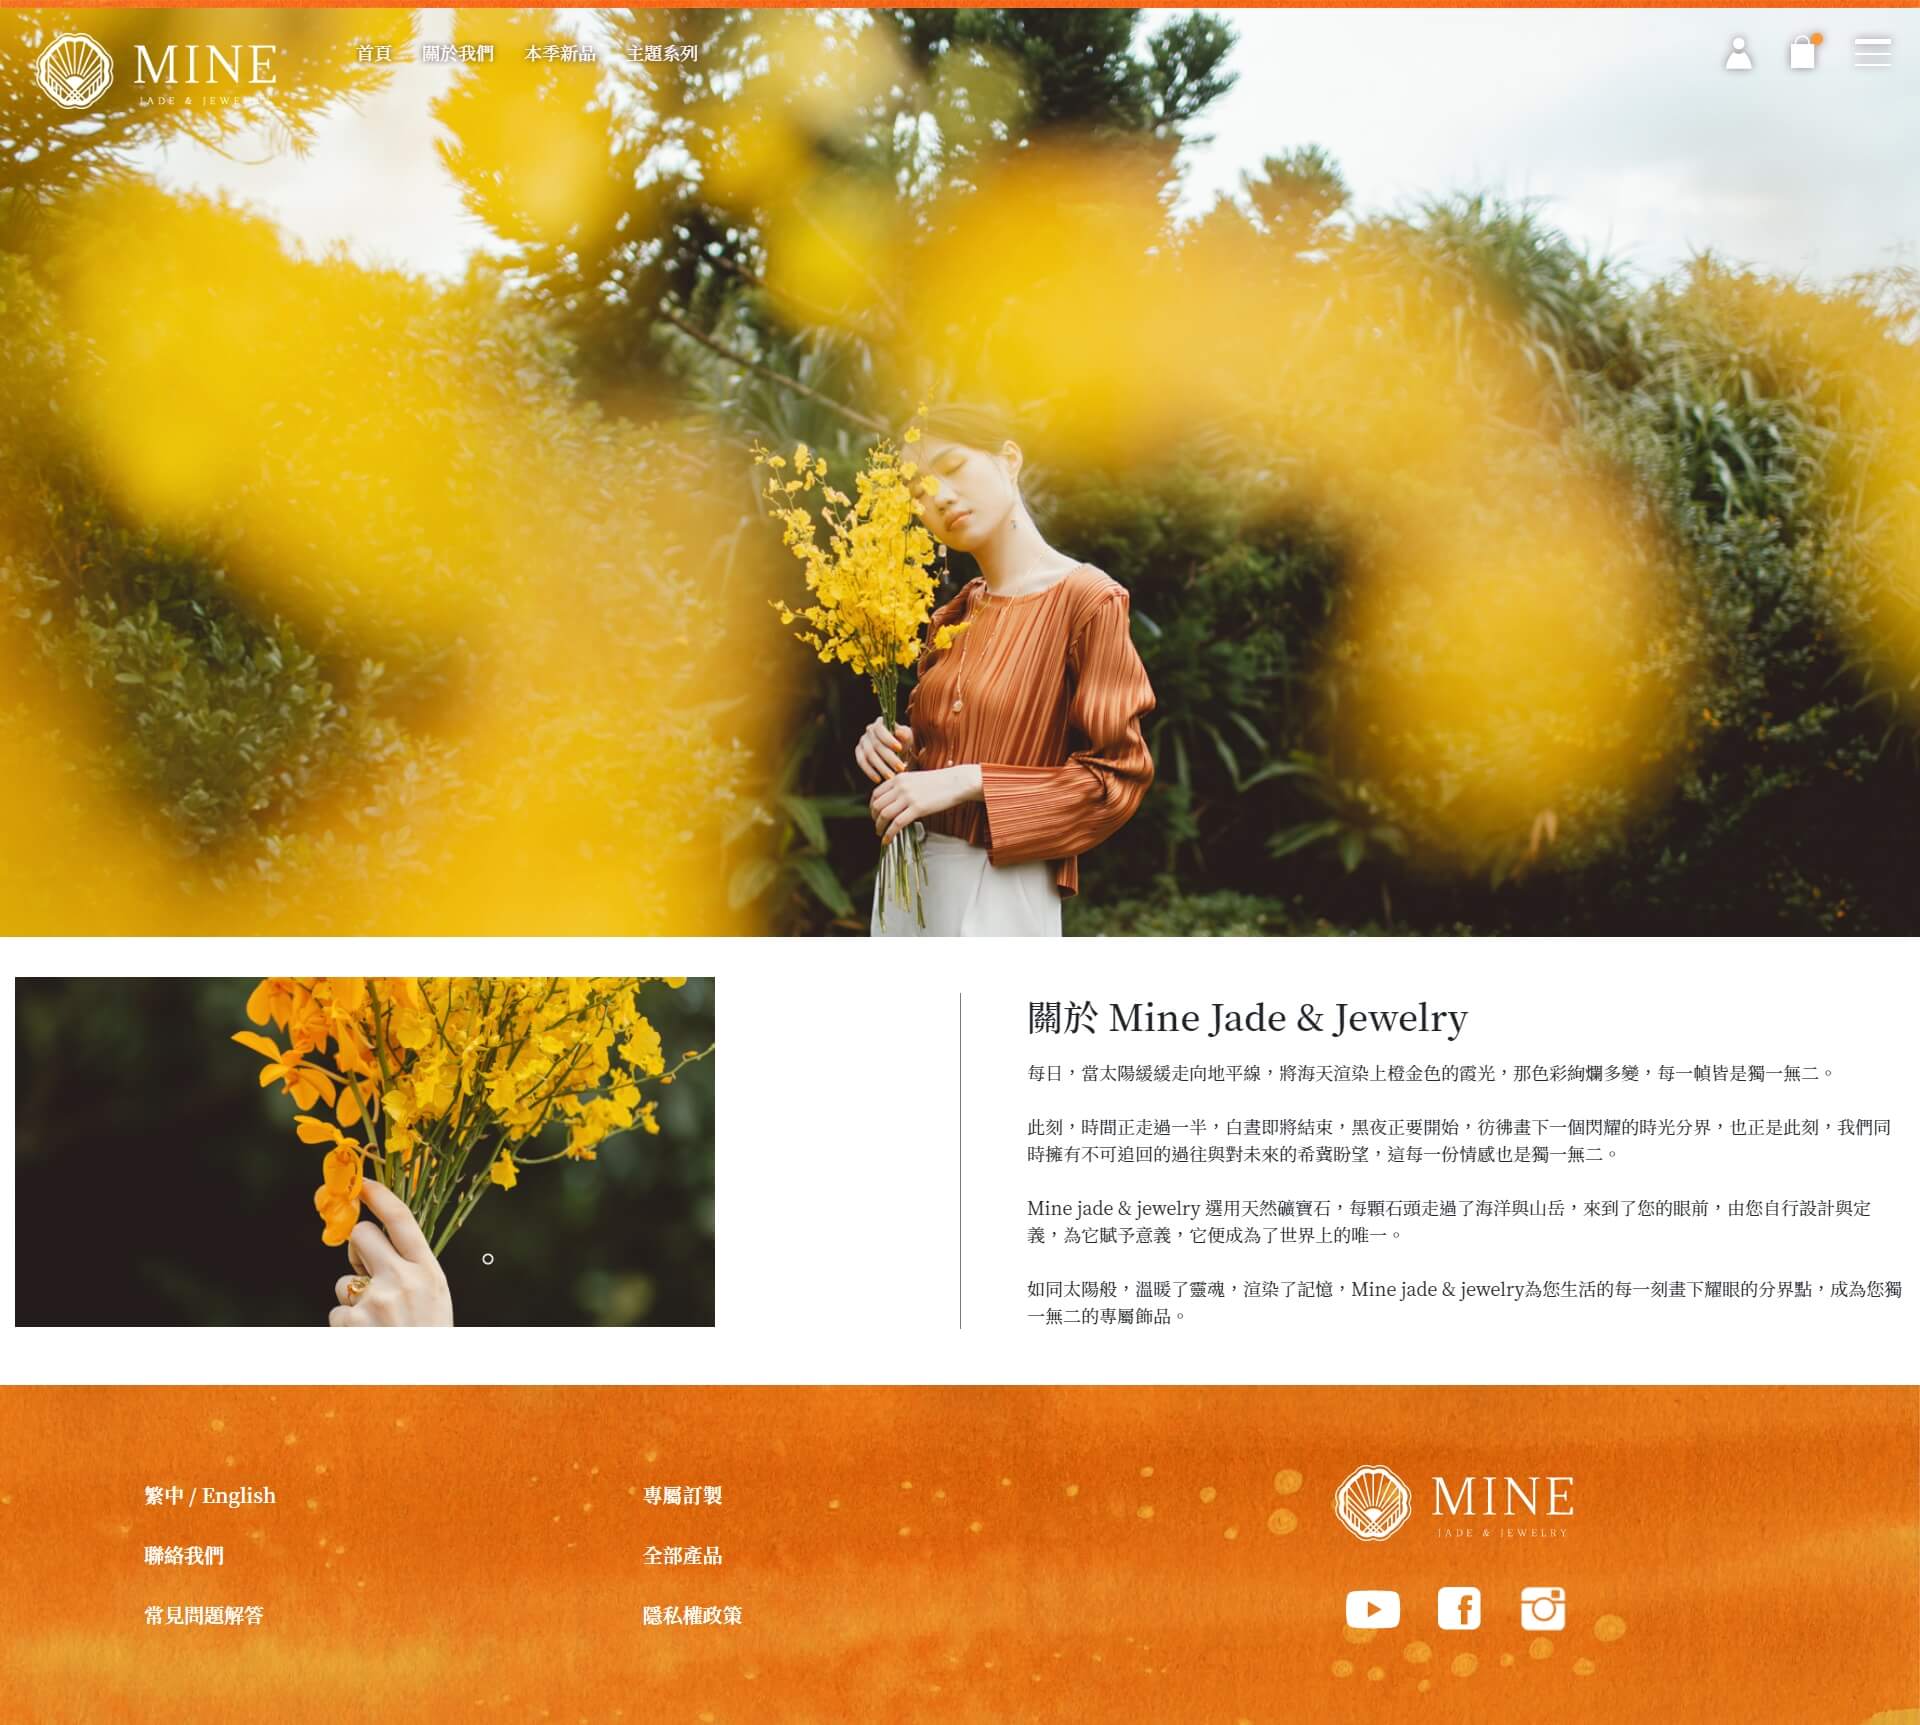 MINE
JADE & JEWELRY
首頁 關於我們 本季新品 主題系列
關於 Mine Jade & Jewelry
每日，當太陽緩緩走向地平線，將海天渲染上橙金色的霞光，那色彩絢爛多變，每一幀皆是獨一無二。
此刻，時間正走過一半，白晝即將結束，黑夜正要開始，彷彿畫下一個閃耀的時光分界，也正是此刻，我們同
時擁有不可追回的過往與對未來的希冀盼望，這每一份情感也是獨一無二。
Mine jade & jewelry 選用天然礦寶石，每顆石頭走過了海洋與山岳，來到了您的眼前，由您自行設計與定
義，為它賦予意義，它便成為了世界上的唯一。
如同太陽般，溫暖了靈魂，渲染了記憶，Mine jade & jewelry為您生活的每一刻畫下耀眼的分界點，成為您獨
一無二的專屬飾品。
繁中 / English
聯絡我們
常見問題解答
專屬訂製
全部產品
隱私權政策
MINE
JADE & JEWELRY